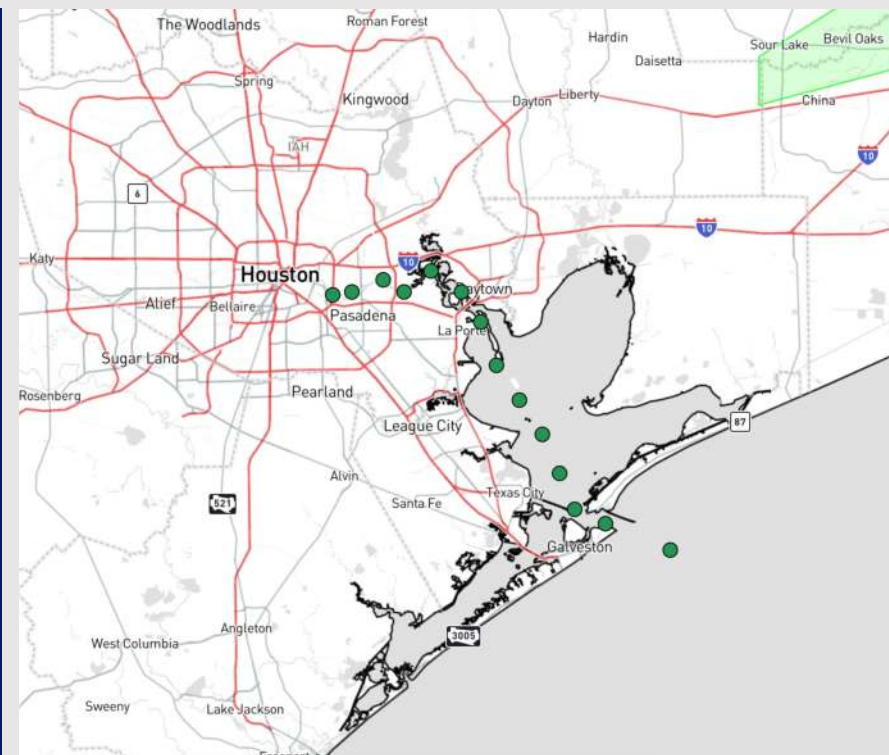 The Woodlands
Roman Forest
Hardin
Sour Lake
Bevil Oaks
Daisetta
Spring
Kingwood
Dayton
Liberty
China
IAH
10
6
10
Katy
Houston
10
Alief
Bellaire
Pasadena
Baytown
La Porte
Sugar Land
Rosenberg
Pearland
League City
87
Alvin
Texas City
521
Santa Fe
Galveston
Angleton
3005
West Columbia
Sweeny
Lake Jackson